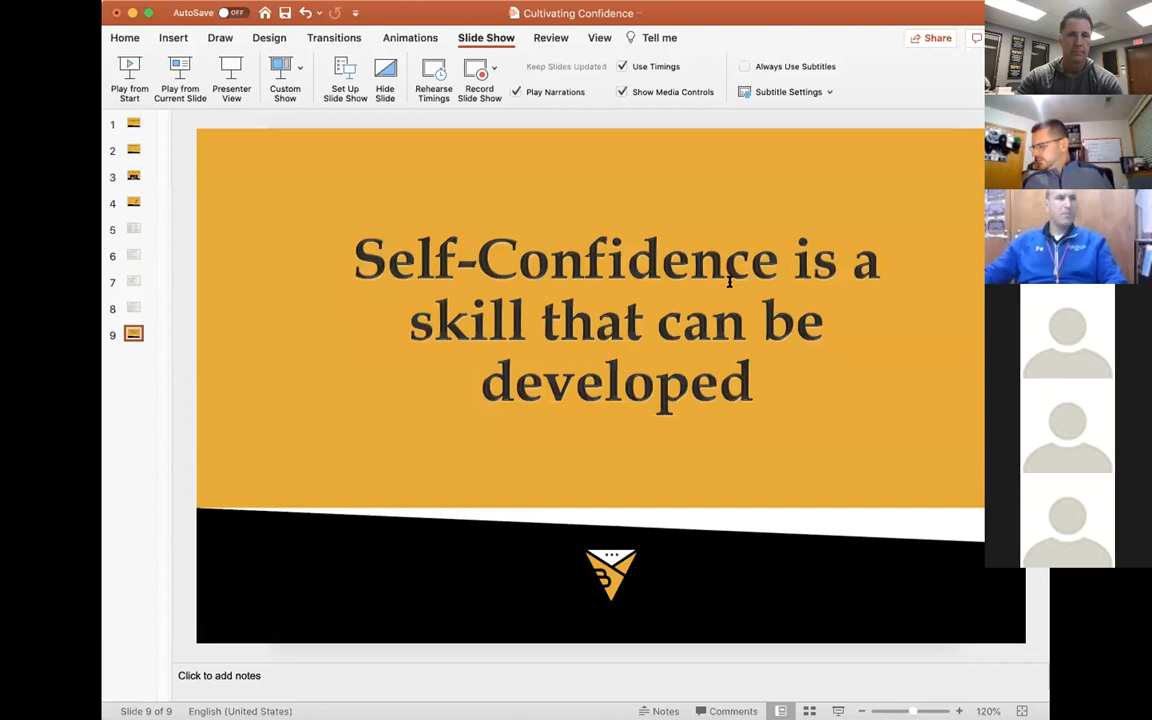 AutoSave OFF
Cultivating Confidence
Home Insert Draw Design Transitions Animations Slide Show Review View Tell me
Share
Play from Start
Play from Current Slide
Presenter View
Custom Show
Set Up Slide Show
Hide Slide
Rehearse Timings
Record Slide Show
Keep Slides Updated
Use Timings
Play Narrations
Show Media Controls
Always Use Subtitles
Subtitle Settings
1
2
3
4
5
6
7
8
9
Self-Confidence is a
skill that can be
developed
B
Click to add notes
Slide 9 of 9 English (United States) Notes Comments 120%